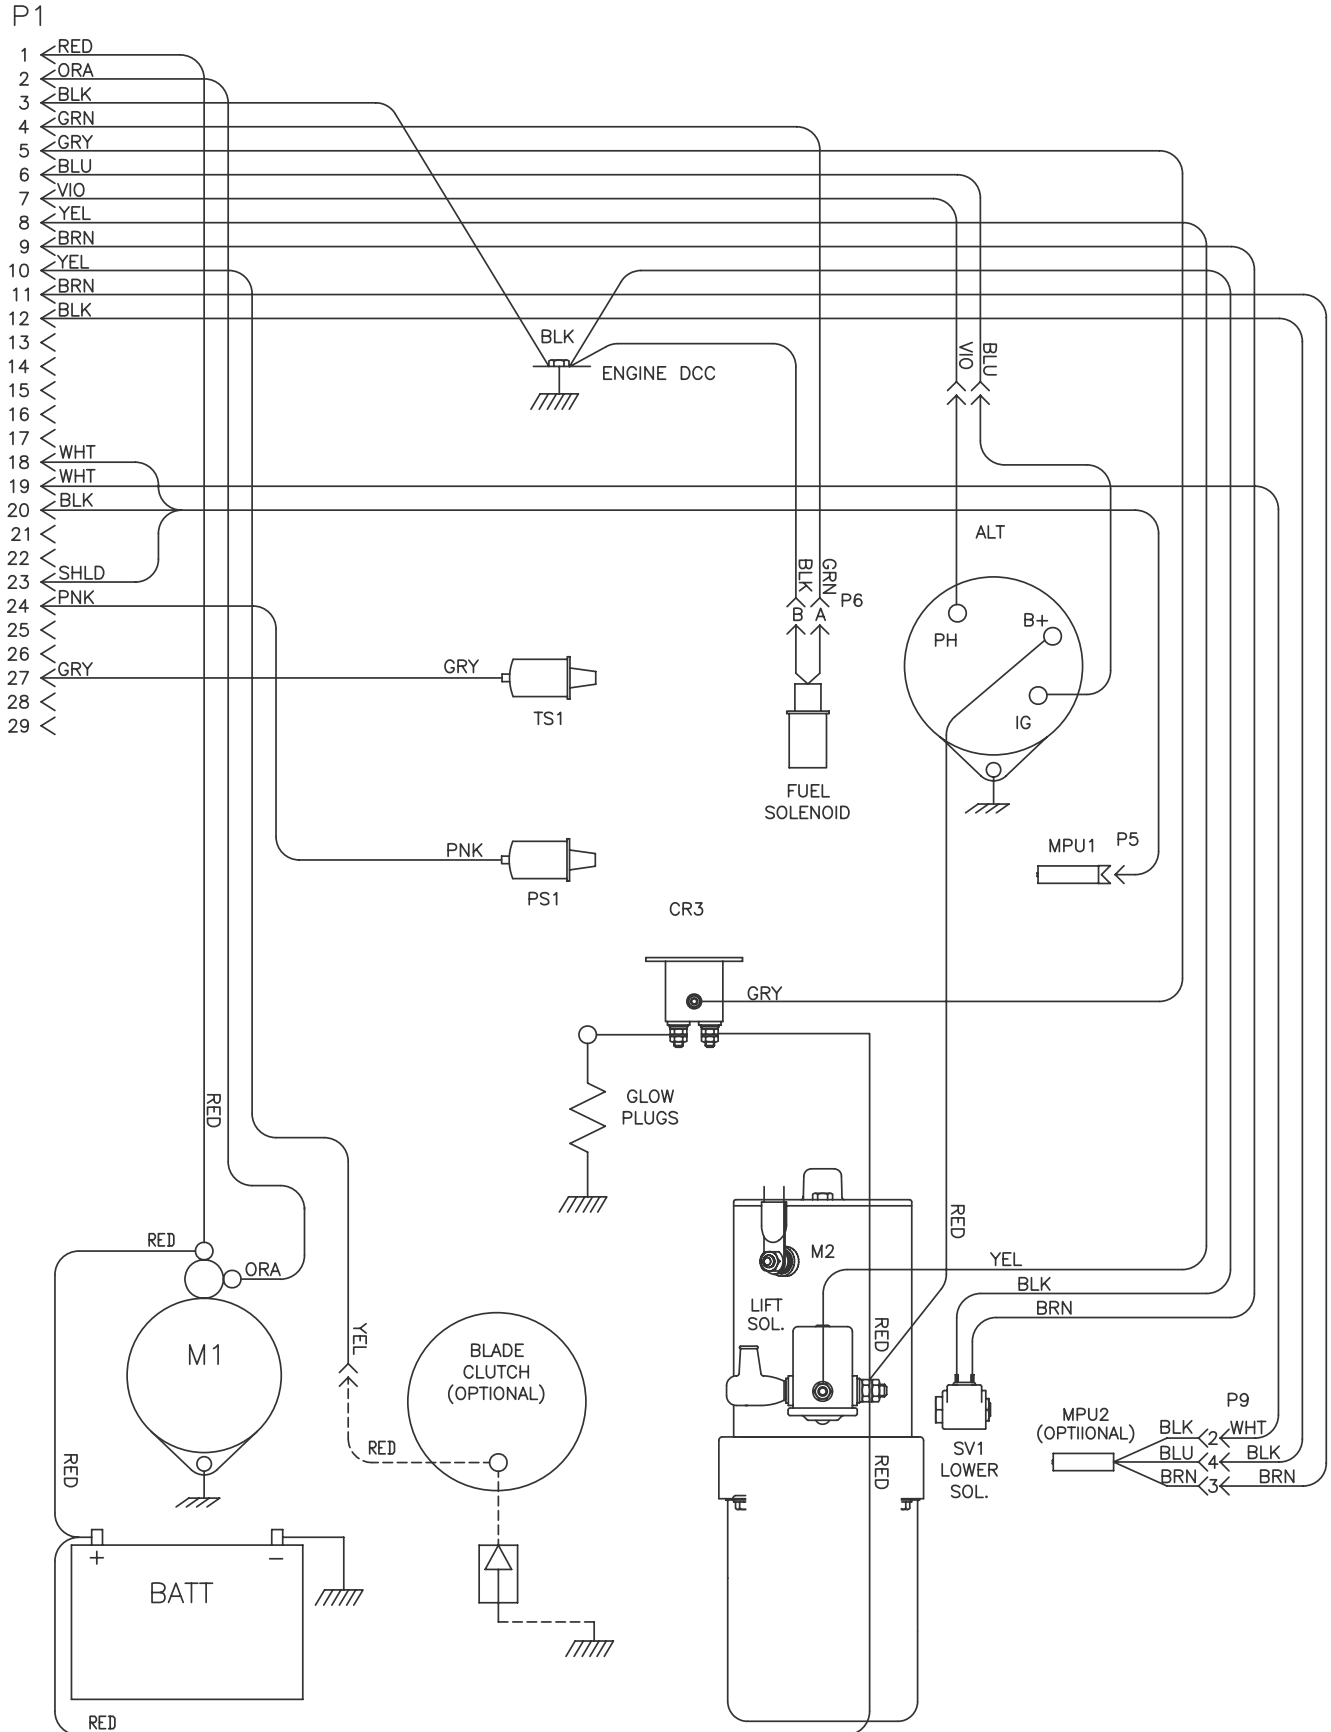 P1
1 RED
2 ORA
3 BLK
4 GRN
5 GRY
6 BLU
7 VIO
8 YEL
9 BRN
10 YEL
11 BRN
12 BLK
13
14
15
16
17
18 WHT
19 WHT
20 BLK
21
22
23 SHLD
24 PNK
25
26
27 GRY
28
29
BLK
ENGINE DCC
VIO
BLU
ALT
BLK
GRN
P6
B A
PH
B+
IG
GRY
TS1
FUEL
SOLENOID
PNK
PS1
MPU1
P5
CR3
GRY
GLOW
PLUGS
RED
RED
ORA
M1
RED
BATT
+
−
RED
YEL
RED
BLADE
CLUTCH
(OPTIONAL)
M2
LIFT
SOL.
RED
RED
RED
YEL
BLK
BRN
SV1
LOWER
SOL.
MPU2
(OPTIIONAL)
P9
BLK 2 WHT
BLU 4 BLK
BRN 3 BRN